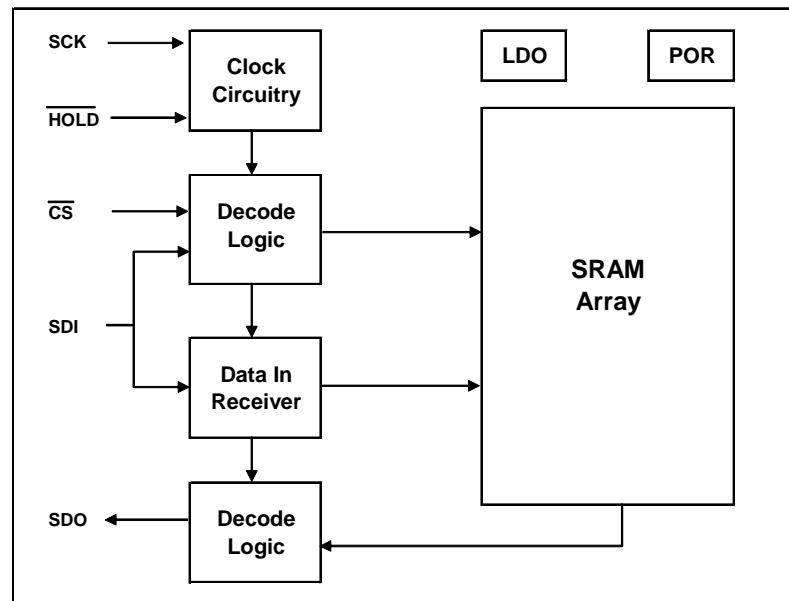 SCK
Clock
Circuitry
LDO
POR
HOLD
CS
Decode
Logic
SRAM
Array
SDI
Data In
Receiver
SDO
Decode
Logic